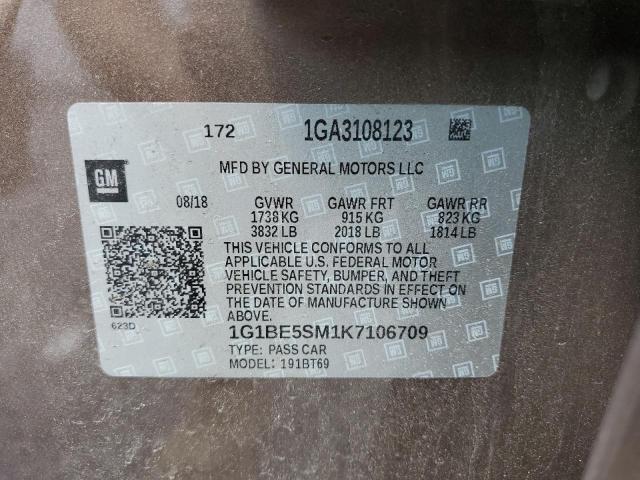 172 1GA3108123
MFD BY GENERAL MOTORS LLC
GM
08/18 GVWR GAWR FRT GAWR RR
1738 KG 915 KG 823 KG
3832 LB 2018 LB 1814 LB
THIS VEHICLE CONFORMS TO ALL
APPLICABLE U.S. FEDERAL MOTOR
VEHICLE SAFETY, BUMPER, AND THEFT
PREVENTION STANDARDS IN EFFECT ON
THE DATE OF MANUFACTURE SHOWN
ABOVE.
623D
1G1BE5SM1K7106709
TYPE: PASS CAR
MODEL: 191BT69